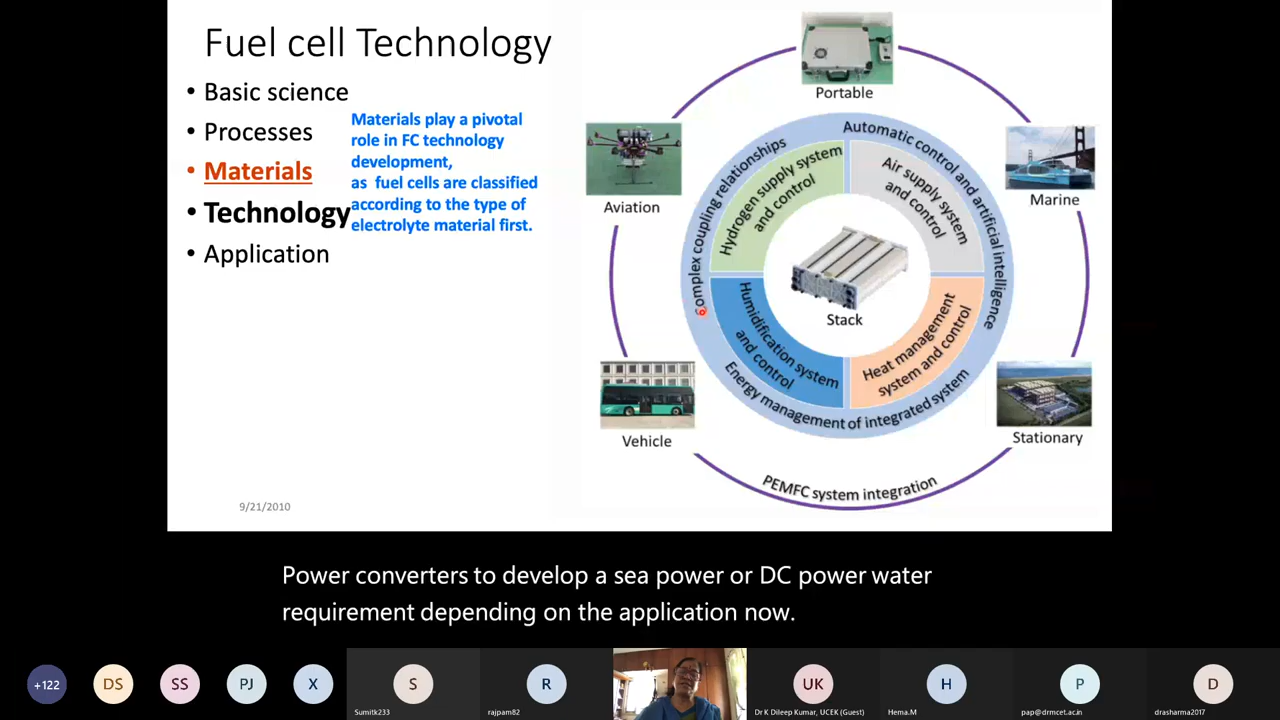 Fuel cell Technology
• Basic science
• Processes
• Materials
• Technology
• Application
Materials play a pivotal
role in FC technology
development,
as fuel cells are classified
according to the type of
electrolyte material first.
9/21/2010
Portable
Aviation
Marine
Vehicle
Stationary
Complex coupling relationships
Automatic control and artificial intelligence
Energy management of integrated system
Hydrogen supply system
and control
Air supply system
and control
Humidification system
and control
Heat management
system and control
Stack
PEMFC system integration
Power converters to develop a sea power or DC power water
requirement depending on the application now.
+122
DS
SS
PJ
X
S
R
UK
H
P
D
Sumitk233
rajpam82
Dr K Dileep Kumar, UCEK (Guest)
Hema.M
pap@drmcet.ac.in
drasharma2017